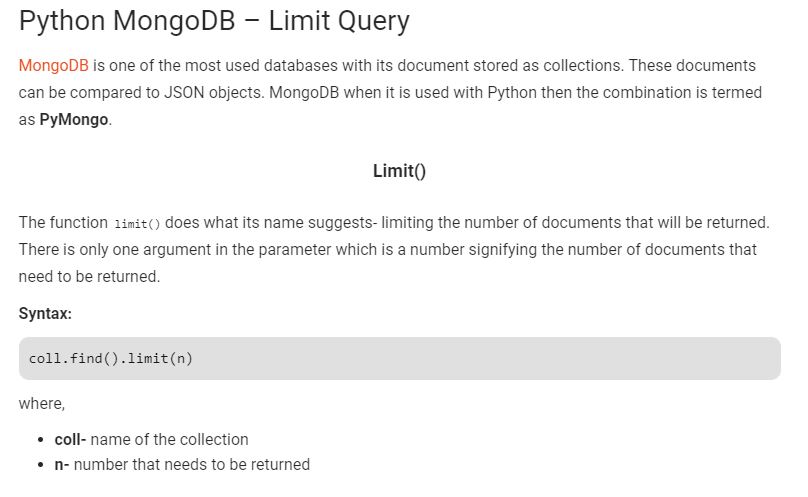 Python MongoDB – Limit Query
MongoDB is one of the most used databases with its document stored as collections. These documents
can be compared to JSON objects. MongoDB when it is used with Python then the combination is termed
as PyMongo.
Limit()
The function limit() does what its name suggests- limiting the number of documents that will be returned.
There is only one argument in the parameter which is a number signifying the number of documents that
need to be returned.
Syntax:
coll.find().limit(n)
where,
• coll- name of the collection
• n- number that needs to be returned